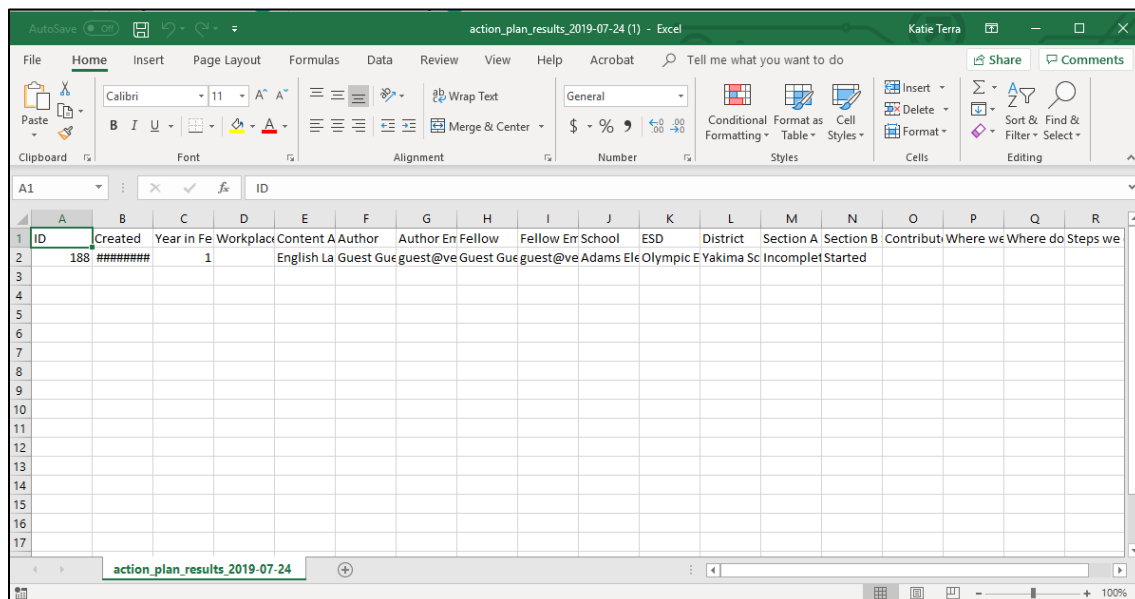 AutoSave Off action_plan_results_2019-07-24 (1) - Excel Katie Terra
File Home Insert Page Layout Formulas Data Review View Help Acrobat Tell me what you want to do Share Comments
Paste Calibri 11 A^ A˅ Wrap Text General Conditional Formatting Format as Table Cell Styles Insert Sort & Filter Find & Select
B I U A Merge & Center $ % , .00 Delete
Format
Clipboard Font Alignment Number Styles Cells Editing
A1 fx ID
A B C D E F G H I J K L M N O P Q R
1 ID Created Year in Fe Workplace Content A Author Author Em Fellow Fellow Em School ESD District Section A Section B Contribut Where we Where do Steps we
2 188 ######## 1 English La Guest Gue guest@ve Guest Gue guest@ve Adams Ele Olympic E Yakima Sc Incomplet Started
3
4
5
6
7
8
9
10
11
12
13
14
15
16
17
action_plan_results_2019-07-24
100%